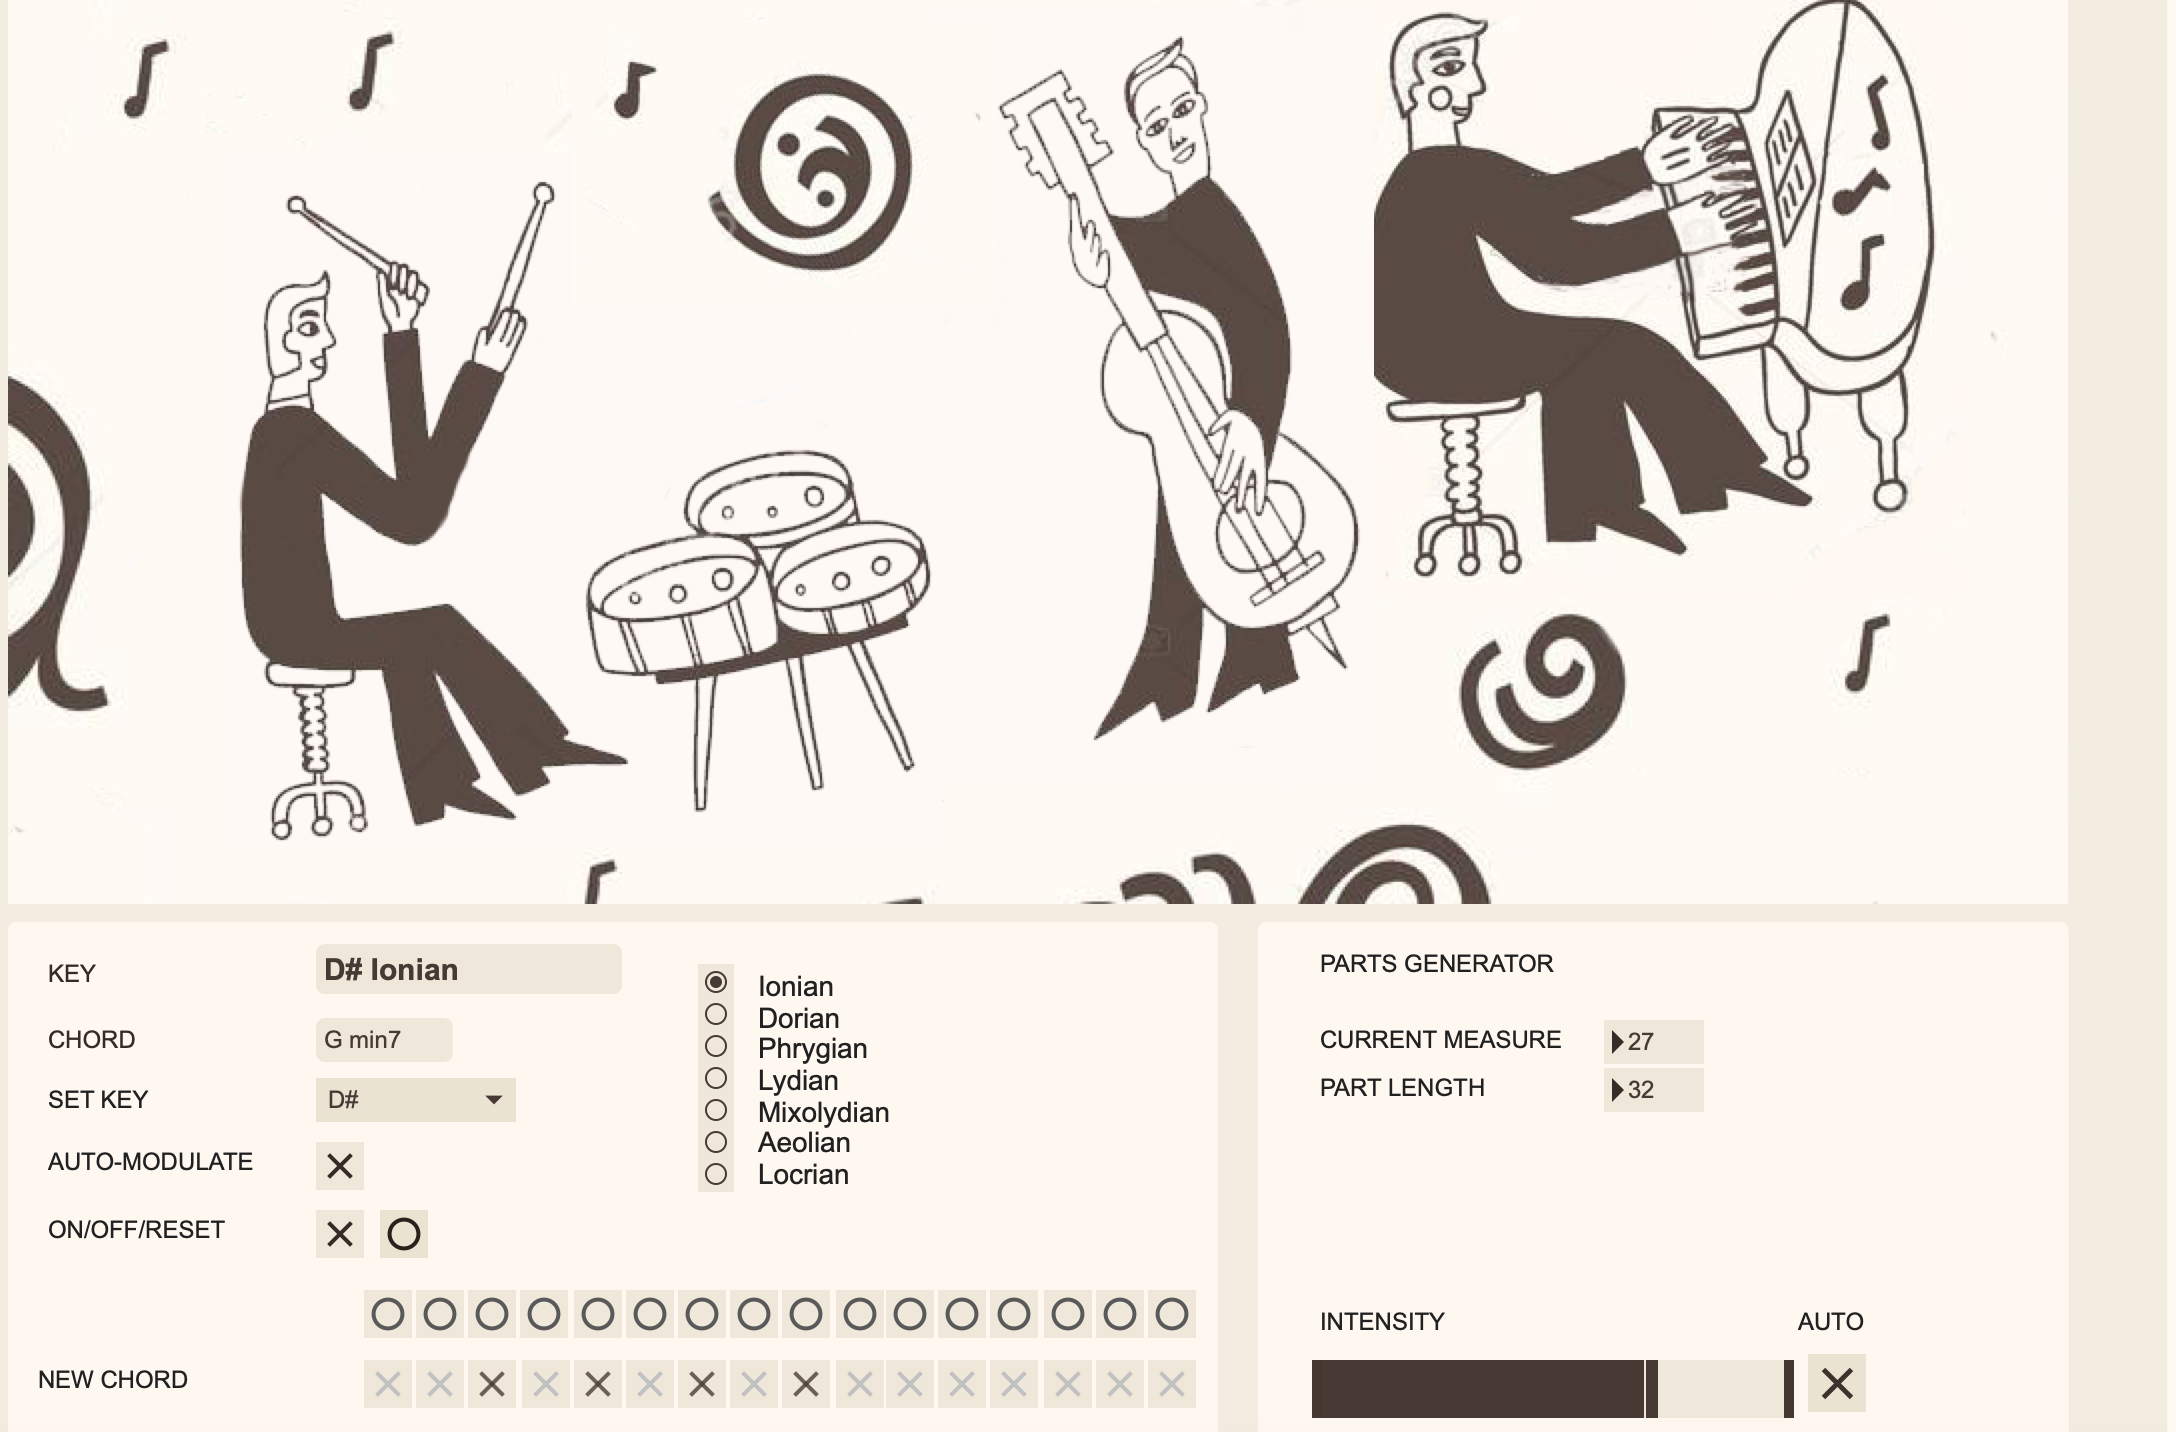 KEY
D# Ionian
CHORD
G min7
SET KEY
D#
AUTO-MODULATE
ON/OFF/RESET
Ionian
Dorian
Phrygian
Lydian
Mixolydian
Aeolian
Locrian
NEW CHORD
PARTS GENERATOR
CURRENT MEASURE 27
PART LENGTH 32
INTENSITY
AUTO